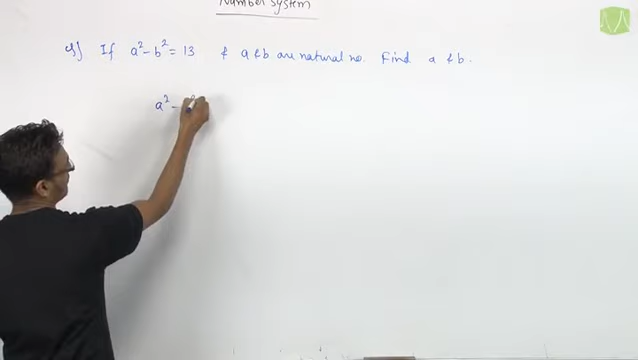 Number System
Q) If a² - b² = 13 & a & b are natural no. Find a & b.
a² -